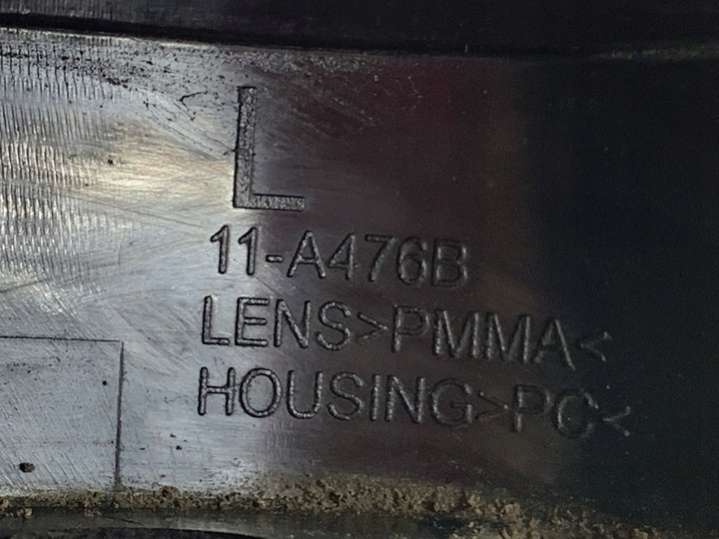 L
11-A476B
LENS>PMMA<
HOUSING>PC<